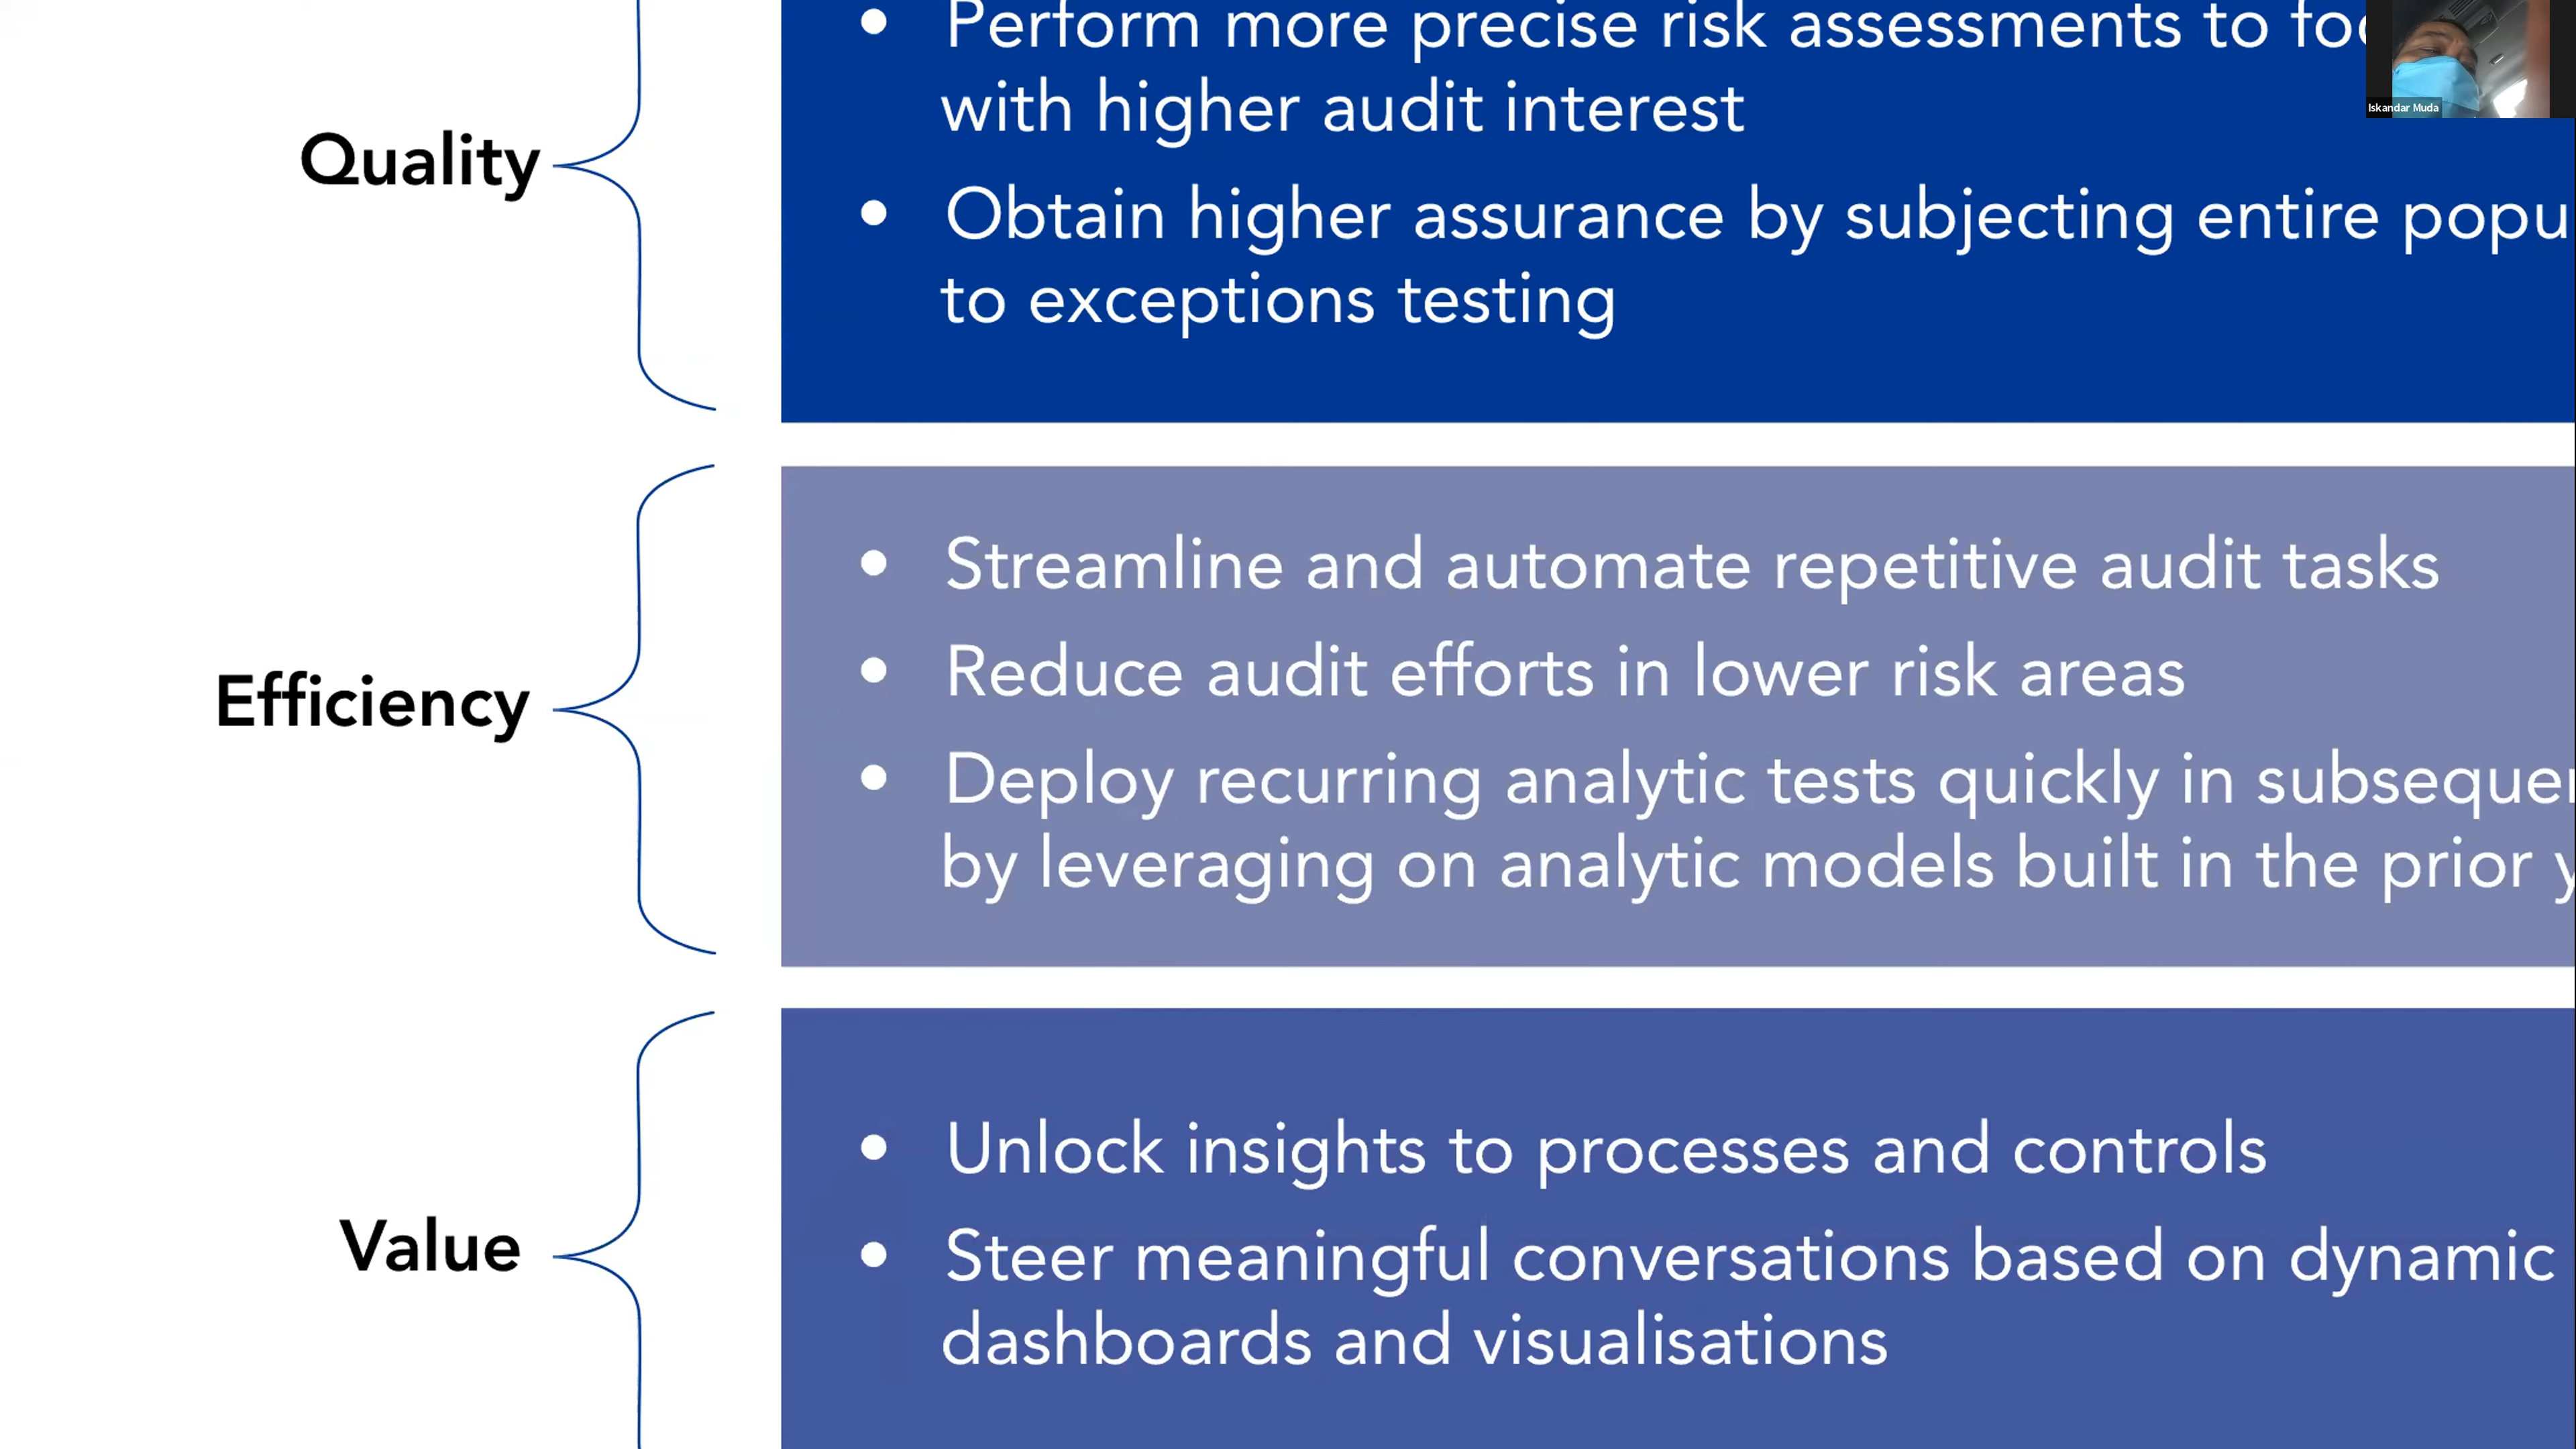 Perform more precise risk assessments to
Iskandar Muda
with higher audit interest
Quality
Obtain higher assurance by subjecting entire
to exceptions testing
Streamline and automate repetitive audit tasks
Reduce audit efforts in lower risk areas
Efficiency
Deploy recurring analytic tests quickly in
by leveraging on analytic models built in the prior
Unlock insights to processes and controls
Value
Steer meaningful conversations based on dynamic
dashboards and visualisations